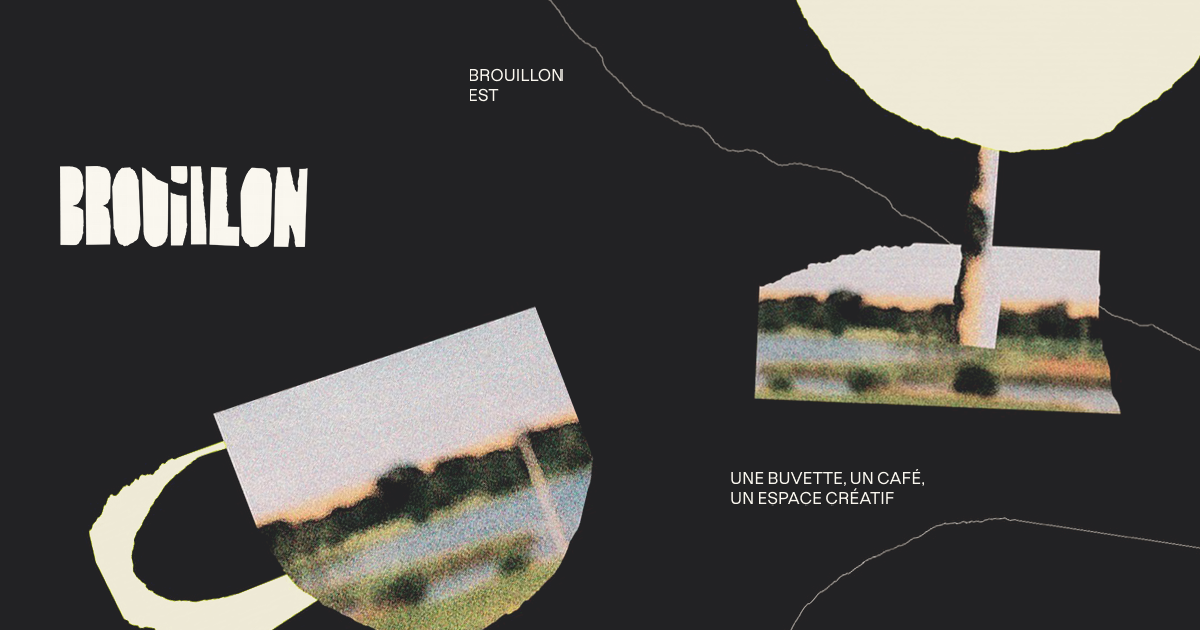 BROUILLON
EST
BROUiLLON
UNE BUVETTE, UN CAFÉ,
UN ESPACE CRÉATIF